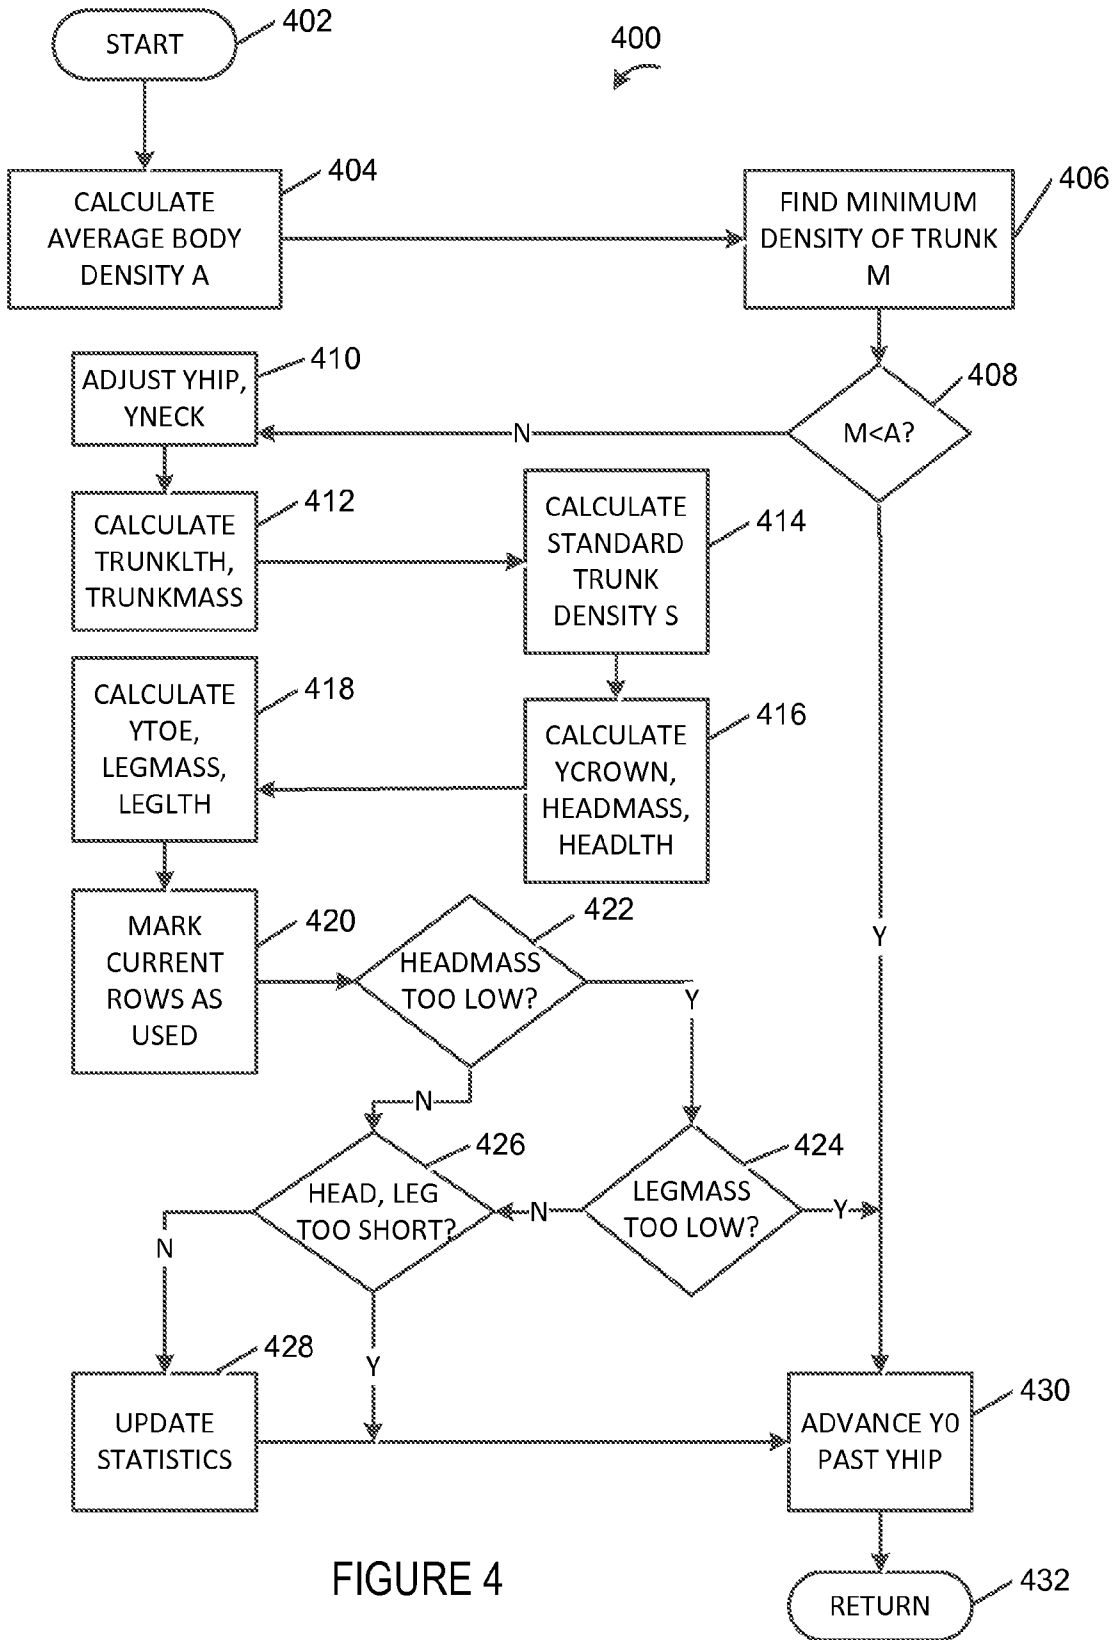 START
402
400
CALCULATE
AVERAGE BODY
DENSITY A
404
FIND MINIMUM
DENSITY OF TRUNK
M
406
ADJUST YHIP,
YNECK
410
N
M<A?
408
CALCULATE
TRUNKLTH,
TRUNKMASS
412
CALCULATE
STANDARD
TRUNK
DENSITY S
414
CALCULATE
YTOE,
LEGMASS,
LEGLTH
418
CALCULATE
YCROWN,
HEADMASS,
HEADLTH
416
MARK
CURRENT
ROWS AS
USED
420
HEADMASS
TOO LOW?
422
Y
Y
N
HEAD, LEG
TOO SHORT?
426
N
LEGMASS
TOO LOW?
424
Y
N
Y
UPDATE
STATISTICS
428
ADVANCE Y0
PAST YHIP
430
FIGURE 4
RETURN
432